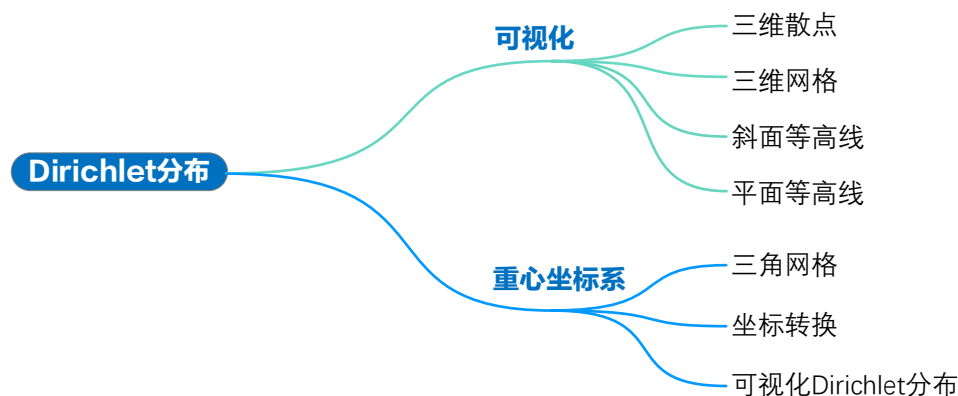 Dirichlet分布
可视化
三维散点
三维网格
斜面等高线
平面等高线
重心坐标系
三角网格
坐标转换
可视化Dirichlet分布